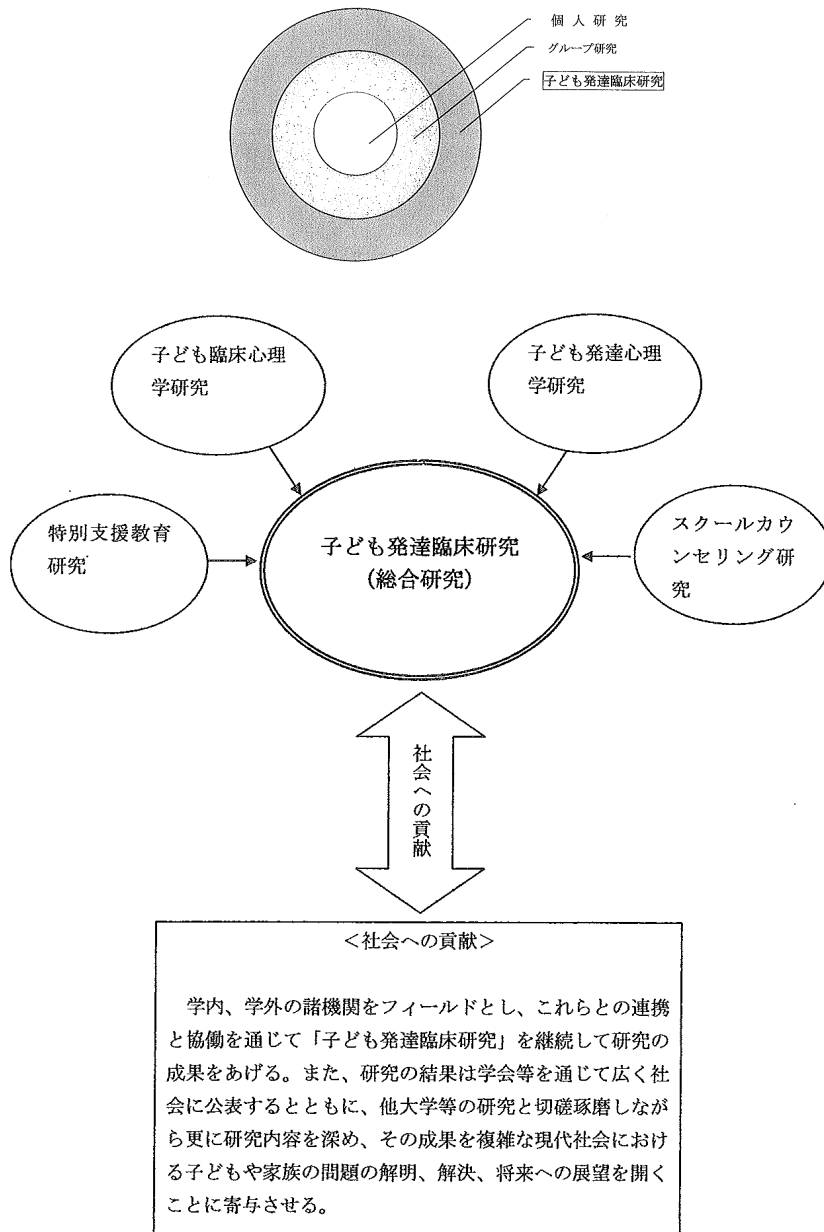 個人研究
グループ研究
子ども発達臨床研究
子ども臨床心理
学研究
子ども発達心理
学研究
特別支援教育
研究
子ども発達臨床研究
(総合研究)
スクールカウ
ンセリング研
究
社会への貢献
＜社会への貢献＞
学内、学外の諸機関をフィールドとし、これらとの連携
と協働を通じて「子ども発達臨床研究」を継続して研究の
成果をあげる。また、研究の結果は学会等を通じて広く社
会に公表するとともに、他大学等の研究と切磋琢磨しなが
ら更に研究内容を深め、その成果を複雑な現代社会におけ
る子どもや家族の問題の解明、解決、将来への展望を開く
ことに寄与させる。